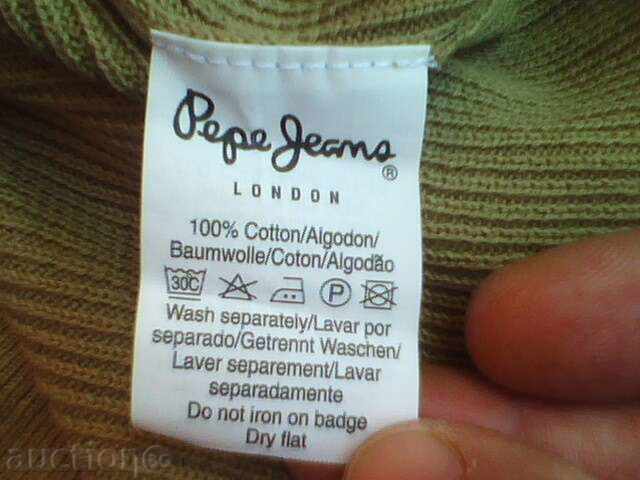 Pepe Jeans®
LONDON
100% Cotton/Algodon/
Baumwolle/Coton/Algodão
30C P
Wash separately/Lavar por
separado/Getrennt Waschen/
Laver separement/Lavar
separadamente
Do not iron on badge
Dry flat
auction